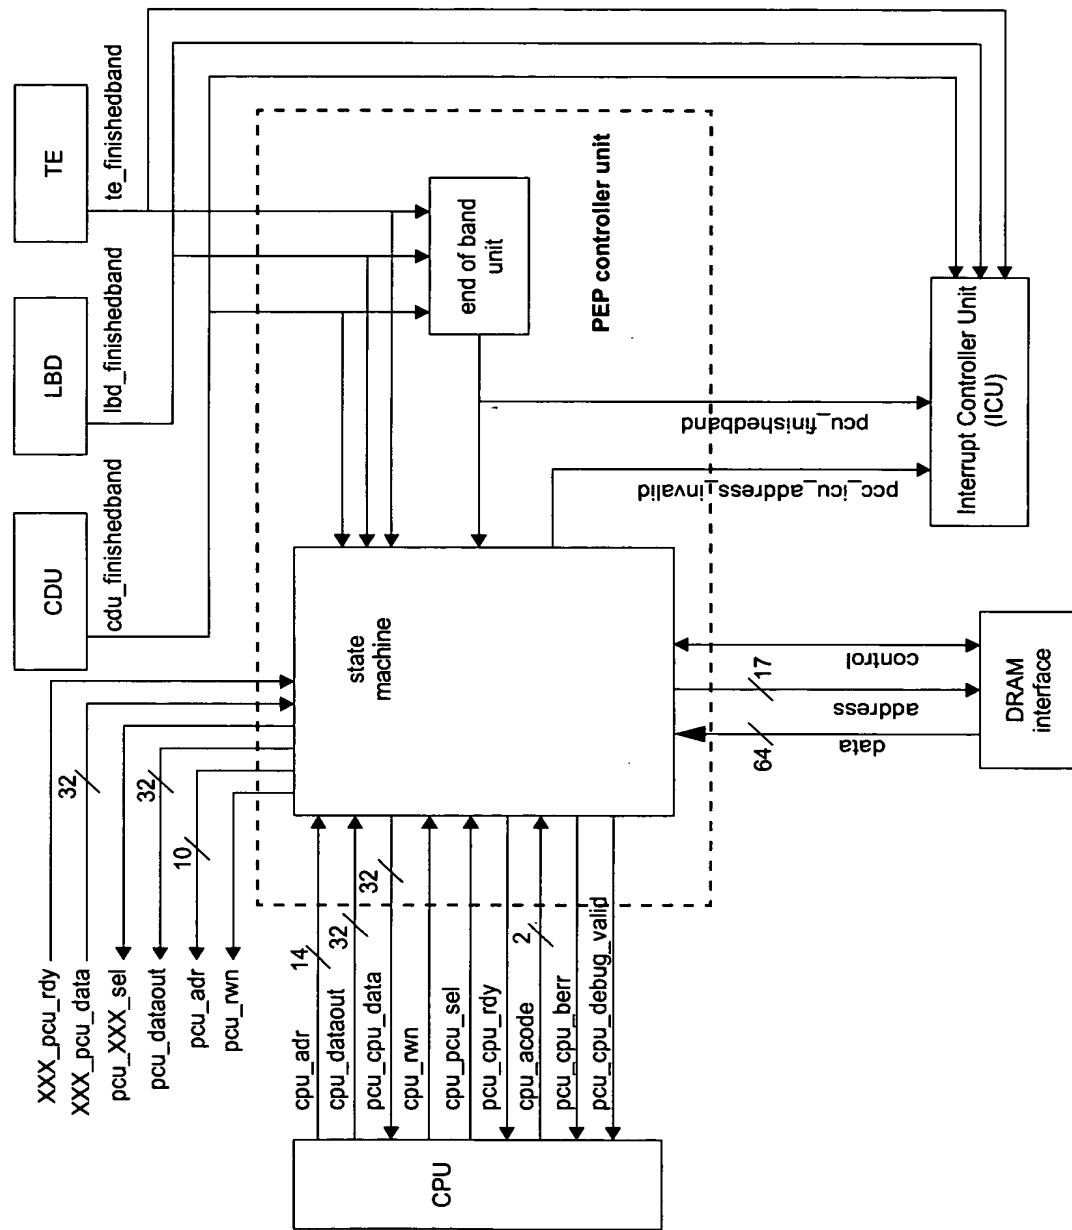 CDU
LBD
TE
cdu_finishedband
lbd_finishedband
te_finishedband
XXX_pcu_rdy
XXX_pcu_data
32
pcu_XXX_sel
pcu_dataout
32
pcu_adr
10
pcu_rwn
CPU
cpu_adr
14
cpu_dataout
32
pcu_cpu_data
32
cpu_rwn
cpu_pcu_sel
pcu_cpu_rdy
cpu_acode
2
pcu_cpu_berr
pcu_cpu_debug_valid
state
machine
end of band
unit
PEP controller unit
pcc_icu_address_invalid
pcu_finishedband
data
64
address
17
control
DRAM
interface
Interrupt Controller Unit
(ICU)